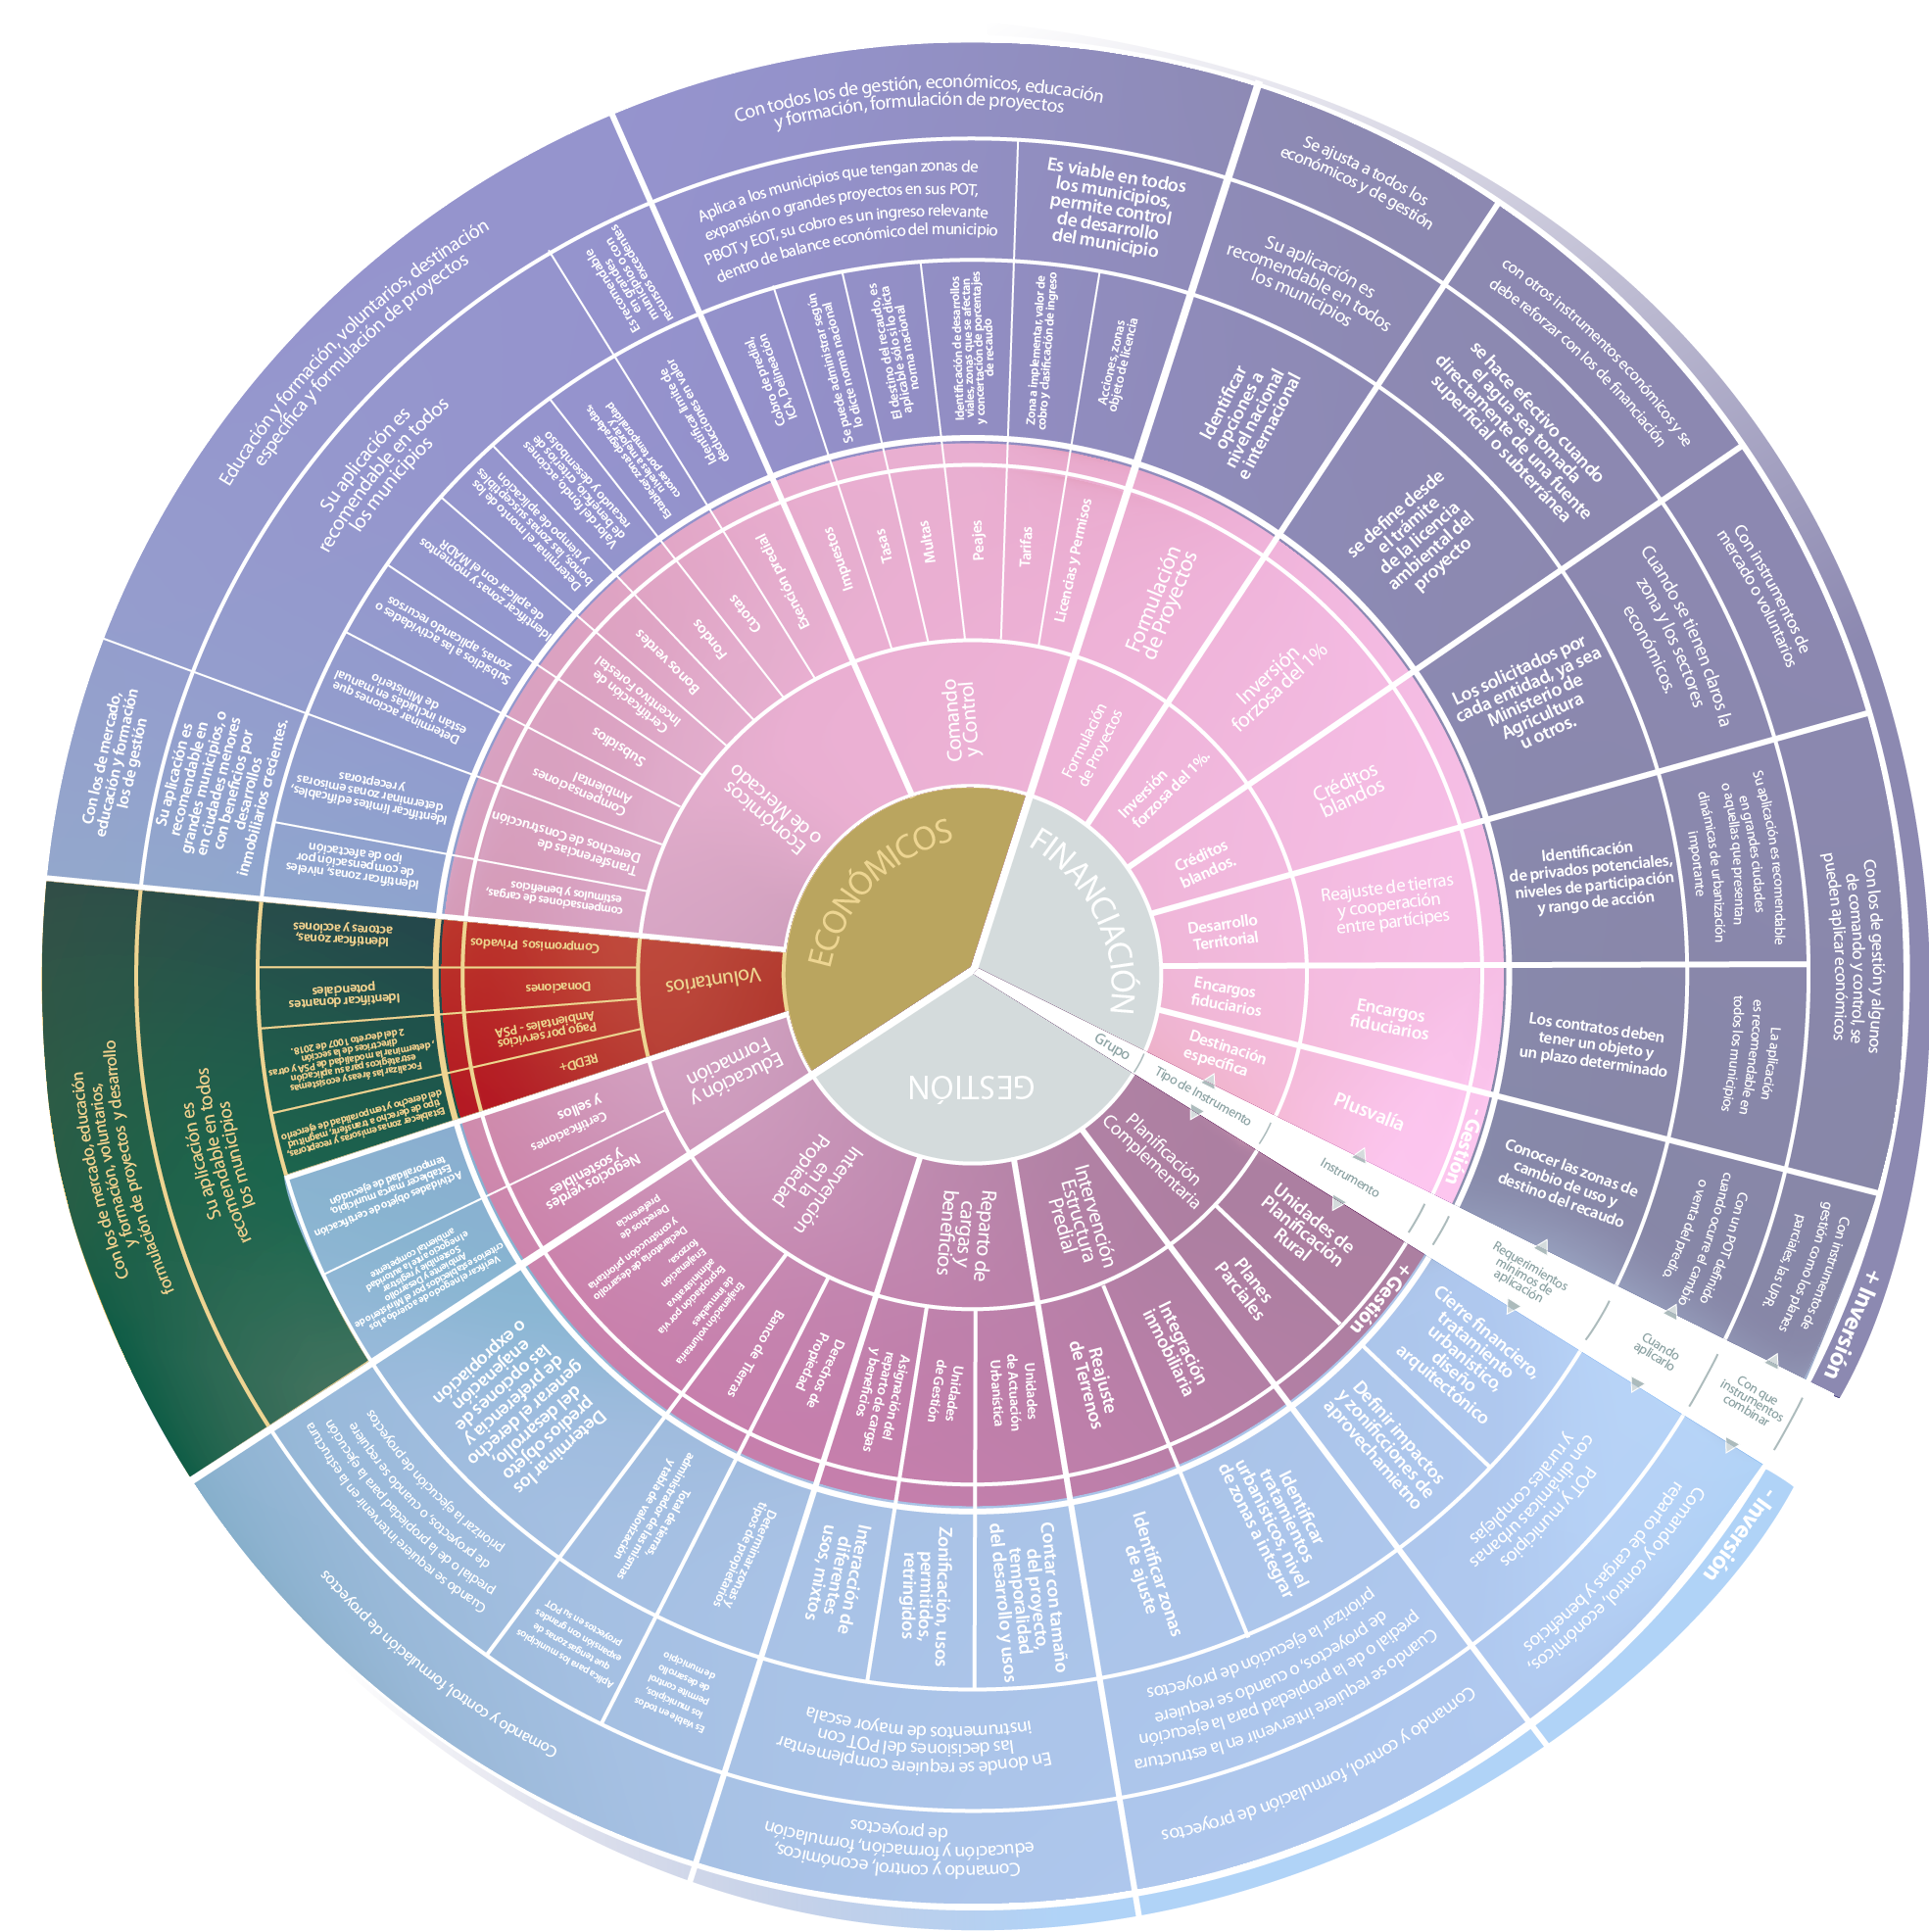 ECONÓMICOS
FINANCIACIÓN
GESTIÓN
Grupo
Tipo de Instrumento
Instrumento
Requerimientos
mínimos de
aplicación
Cuando
aplicarlo
Con que
instrumentos
combinar
- Gestión
+ Gestión
+ Inversión
- Inversión
Económicos
o de Mercado
Exención predial
Cuotas
Fondos
Bonos verdes
Certificación de
Incentivo Forestal
Subsidios
Compensaciones
Ambiental
Transferencias de
Derechos de Construcción
compensaciones de cargas,
estímulos y beneficios
Identificar límite de
deducciones en valor
Establecer zonas degradadas,
niveles a mejorar y
cuotas por temporalidad
Valor del fondo, acciones
de beneficio, criterios de
recaudo y desembolso
Determinar el monto de los
bonos, las zonas susceptibles
y tiempo de aplicación
Identificar zonas y momentos
de aplicar con el MADR
Subsidios a las actividades o
zonas, aplicando recursos
Determinar acciones que
están incluidas en manual
de Ministerio
Identificar límites edificables,
determinar zonas emisoras
y receptoras
Identificar zonas, niveles
de compensación por
ipo de afectación
Es recomendable
en grandes
municipios o con
recursos excedentes
Su aplicación es
recomendable en todos
los municipios
Su aplicación es
recomendable en
grandes municipios, o
en ciudades menores
con beneficios por
desarrollos
inmobiliarios crecientes.
Educación y formación, voluntarios, destinación
específica y formulación de proyectos
Con los de mercado,
educación y formación
los de gestión
Comando
y Control
Impuestos
Tasas
Multas
Peajes
Tarifas
Licencias y Permisos
Cobro de predial,
ICA, Delineación
Se puede administrar según
lo dicte norma nacional
El destino del recaudo, es
aplicable sólo si lo dicta
norma nacional
Identificación de desarrollos
viales, zonas que se afectan
y concertación de porcentajes
de recaudo
Zona a implementar, valor de
cobro y clasificación de ingreso
Acciones, zonas
objeto de licencia
Aplica a los municipios que tengan zonas de
expansión o grandes proyectos en sus POT,
PBOT y EOT, su cobro es un ingreso relevante
dentro de balance económico del municipio
Es viable en todos
los municipios,
permite control
de desarrollo
del municipio
Con todos los de gestión, económicos, educación
y formación, formulación de proyectos
Formulación
de Proyectos
Formulación
de Proyectos
Identificar
opciones a
nivel nacional
e internacional
Su aplicación es
recomendable en todos
los municipios
Se ajusta a todos los
económicos y de gestión
Inversión
forzosa del 1%.
Inversión
forzosa del 1%
se define desde
el trámite
de la licencia
ambiental del
proyecto
se hace efectivo cuando
el agua sea tomada
directamente de una fuente
superficial o subterránea
con otros instrumentos económicos y se
debe reforzar con los de financiación
Créditos
blandos.
Créditos
blandos
Los solicitados por
cada entidad, ya sea
Ministerio de
Agricultura
u otros.
Cuando se tienen claros la
zona y los sectores
económicos.
Con instrumentos de
mercado o voluntarios
Desarrollo
Territorial
Reajuste de tierras
y cooperación
entre partícipes
Identificación
de privados potenciales,
niveles de participación
y rango de acción
Su aplicación es recomendable
en grandes ciudades
o aquellas que presentan
dinámicas de urbanización
importante
Con los de gestión y algunos
de comando y control, se
pueden aplicar económicos
Encargos
fiduciarios
Encargos
fiduciarios
Los contratos deben
tener un objeto y
un plazo determinado
La aplicación
es recomendable en
todos los municipios
Destinación
específica
Plusvalía
Conocer las zonas de
cambio de uso y
destino del recaudo
Con un POT definido
cuando ocurre el cambio
o venta del predio.
Con instrumentos de
gestión como los planes
parciales, las UPR.
Planificación
Complementaria
Unidades de
Planificación
Rural
Planes
Parciales
Cierre financiero,
tratamiento
urbanístico,
diseño
arquitectónico
Definir impactos
y zonificciones de
aprovechamietno
POT y municipios
con dinámicas urbanas
y rurales complejas
Comando y control, económicos,
reparto de cargas y beneficios
Intervención
Estructura
Predial
Integración
inmobiliaria
Reajuste
de Terrenos
Identificar
tratamientos
urbanísticos, nivel
de zonas a integrar
Identificar zonas
de ajuste
Cuando se requiere intervenir en la estructura
predial o de la propiedad para la ejecución
de proyectos, o cuando se requiere
priorizar la ejecución de proyectos
Comando y control, formulación de proyectos
Reparto de
cargas y
beneficios
Unidades
de Actuación
Urbanística
Unidades
de Gestión
Asignación del
reparto de cargas
y beneficios
Contar con tamaño
del proyecto,
temporalidad
del desarrollo y usos
Zonificación, usos
permitidos,
retringidos
Interacción de
diferentes
usos, mixtos
En donde se requiere complementar
las decisiones del POT con
instrumentos de mayor escala
Comando y control, económicos,
educación y formación, formulación
de proyectos
Intervención
en la
Propiedad
Derechos de
Propiedad
Banco de Tierras
Enajenación voluntaria
de inmuebles
Expropiación por vía
administrativa
Enajenación
forzosa,
Declaratoria de desarrollo
y construcción prioritaria
Derechos de
preferencia
Determinar zonas y
tipos de propietarios
Total de tierras,
administrador de las mismas
y tabla de valorización
Determinar los
predios objeto
del desarrollo,
generar el derecho,
de preferencia y
las opciones de
enajenación
o expropiación
Es viable en todos
los municipios,
permite control
de desarrollo
de municipio
Aplica para los municipios
que tengas zonas de
expansión con grandes
proyectos en su POT
Cuando se requiere intervenir en la estructura
predial o de la propiedad para la ejecución
de proyectos, o cuando se requiere
priorizar la ejecución de proyectos
Comando y control, formulación de proyectos
Educación y
Formación
Negocios verdes
y sostenibles
Certificaciones
y sellos
Verificar el negocio de acerdo a los
criterios establecidos por el Ministerio de
Ambiente y Desarrollo
Sostenible y registrar
el negocio a la autoridad
ambiental competente
Actividades objeto de certificación
Establecer marca municipio,
temporalidad de ejecución
Voluntarios
REDD+
Pago por servicios
Ambientales - PSA
Donaciones
Compromisos Privados
Establecer zonas emisoras y receptoras,
tipo de derecho a transferir, magnitud
del derecho y temporalidad de ejercerlo
Focalizar las áreas y ecosistemas
estratégicos para su aplicación
, determinar la modalidad de PSA y otras
directrices de la sección
2 del decreto 1007 de 2018.
Identificar donantes
potendales
Identificar zonas,
actores y acciones
Su aplicación es
recomendable en todos
los municipios
Con los de mercado, educación
y formación, voluntarios,
formulación de proyectos y desarrollo